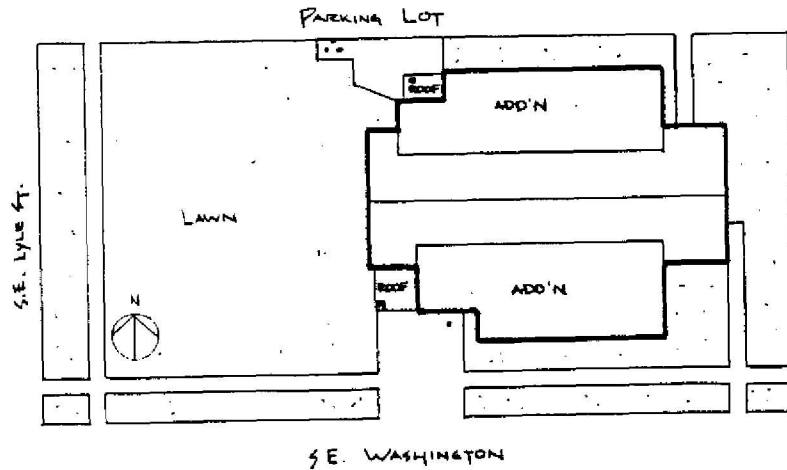 PARKING LOT
ROOF
ADD'N
S.E. LYLE ST.
LAWN
N
ROOF
ADD'N
S.E. WASHINGTON